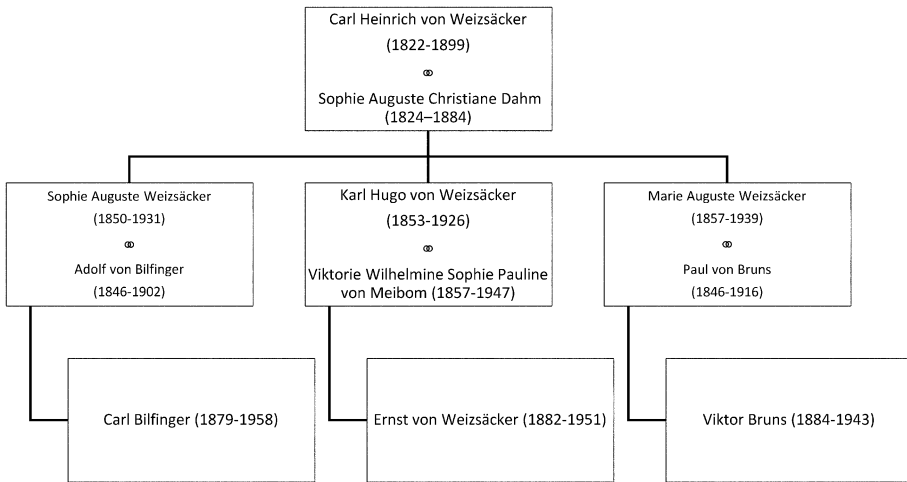 Carl Heinrich von Weizsäcker
(1822-1899)
⚭
Sophie Auguste Christiane Dahm
(1824–1884)
Sophie Auguste Weizsäcker
(1850-1931)
⚭
Adolf von Bilfinger
(1846-1902)
Karl Hugo von Weizsäcker
(1853-1926)
⚭
Viktorie Wilhelmine Sophie Pauline
von Meibom (1857-1947)
Marie Auguste Weizsäcker
(1857-1939)
⚭
Paul von Bruns
(1846-1916)
Carl Bilfinger (1879-1958)
Ernst von Weizsäcker (1882-1951)
Viktor Bruns (1884-1943)